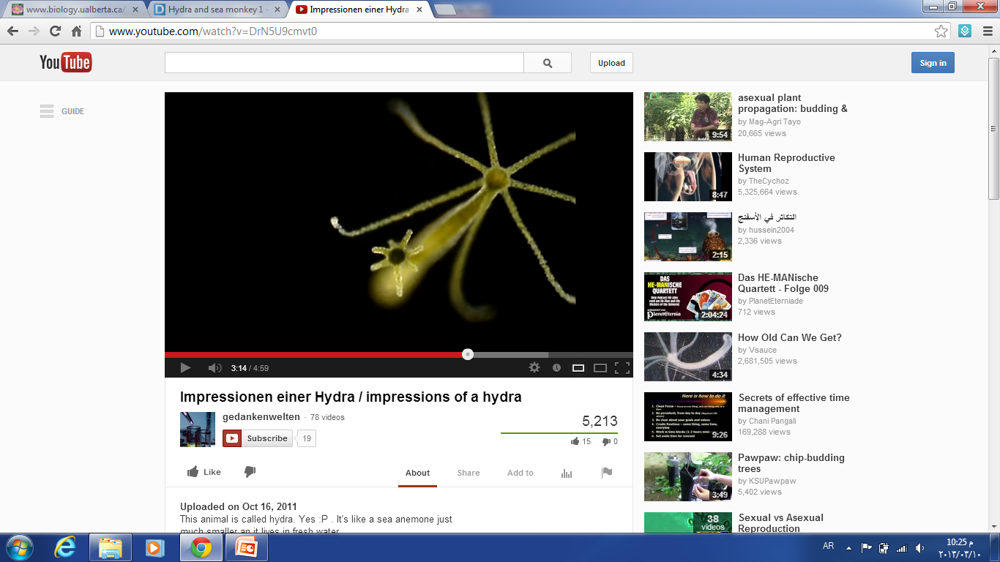 www.biology.ualberta.ca/
Hydra and sea monkey 1 -
Impressionen einer Hydra
www.youtube.com/watch?v=DrN5U9cmvt0
YouTube
Upload
Sign in
GUIDE
3:14 / 4:59
Impressionen einer Hydra / impressions of a hydra
gedankenwelten · 78 videos
Subscribe 19
5,213
15 0
Like
About Share Add to
Uploaded on Oct 16, 2011
This animal is called hydra. Yes :P . It's like a sea anemone just
much smaller an it lives in fresh water
asexual plant
propagation: budding &
by Mag-Agri Tayo
20,665 views
9:54
Human Reproductive
System
by TheCychoz
5,325,664 views
8:47
التكاثر في الأسفنج
by hussein2004
2,336 views
2:15
DAS
HE-MANISCHE
QUARTETT
PlanetEternia
2:04:24
Das HE-MANische
Quartett - Folge 009
by PlanetEterniade
712 views
How Old Can We Get?
by Vsauce
2,681,505 views
4:34
Here is how to do it
Secrets of effective time
management
by Chani Pangali
169,288 views
9:26
Pawpaw: chip-budding
trees
by KSUPawpaw
5,402 views
3:49
38
videos
Sexual vs Asexual
Reproduction
AR
10:25 م
٢٠١٣/٠٣/١٠